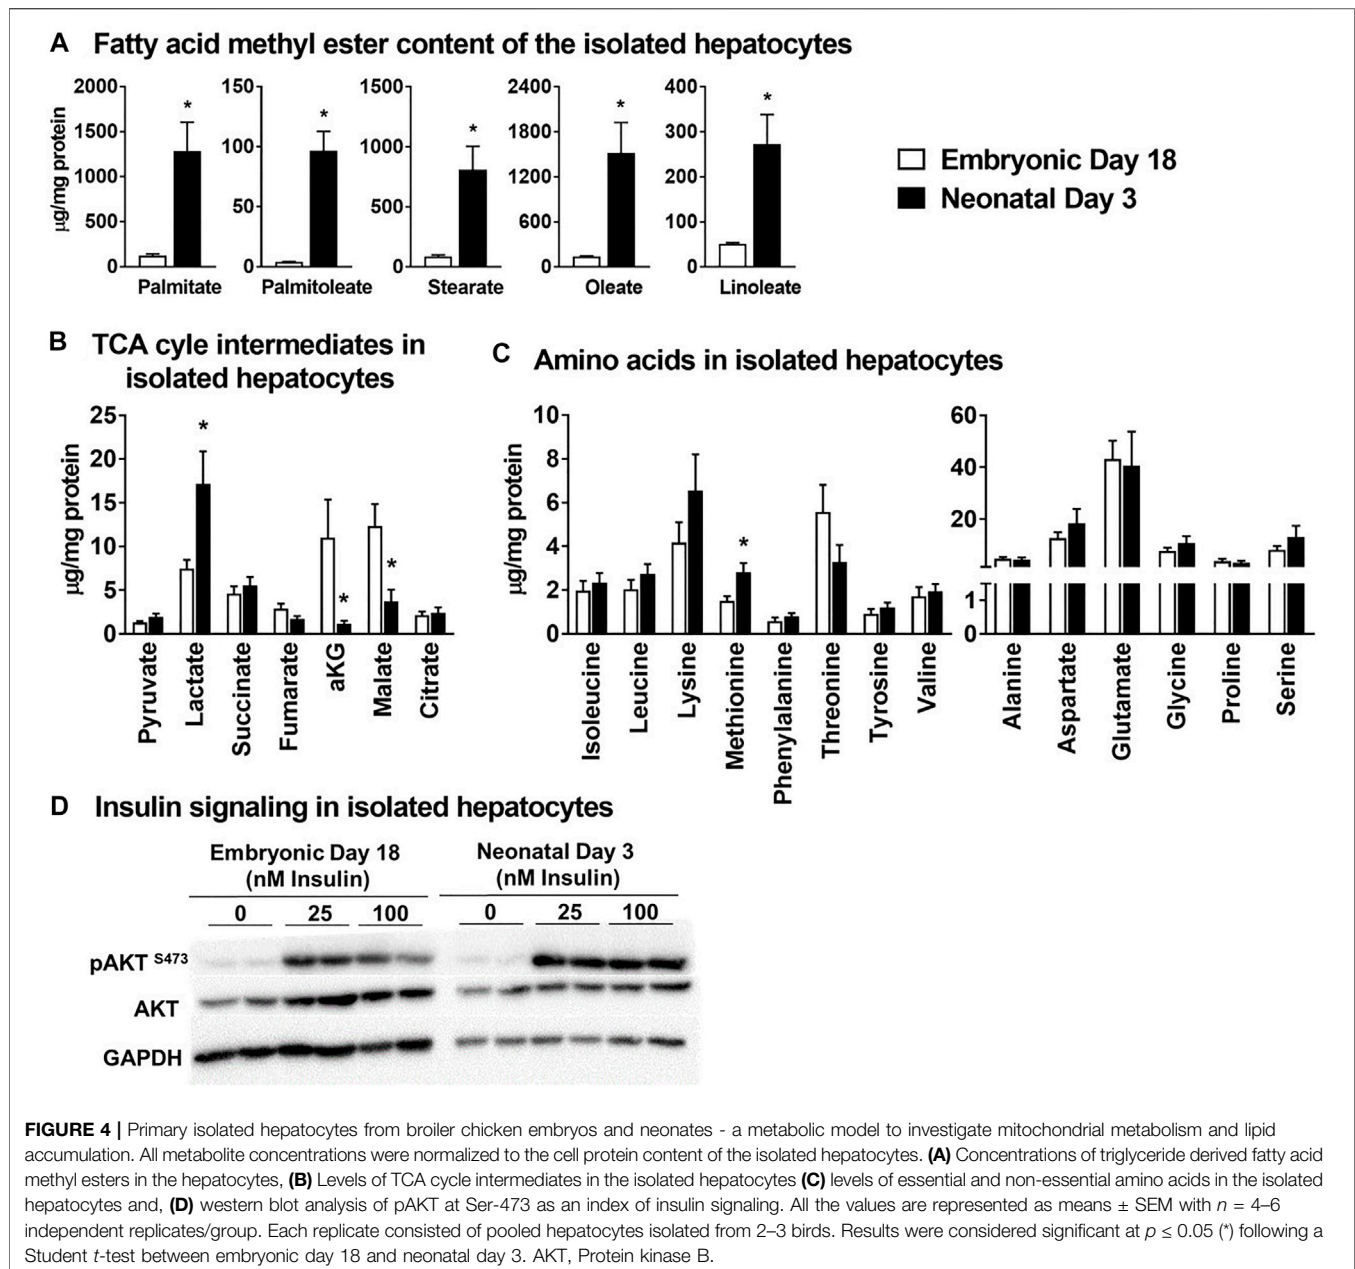 A Fatty acid methyl ester content of the isolated hepatocytes
2000 150 1500 2400 400
1500 100 1000 1800 300
1000 1200 200
500 50 500 600 100
0 0 0 0 0
* * * * *
µg/mg protein
Palmitate Palmitoleate Stearate Oleate Linoleate
Embryonic Day 18
Neonatal Day 3
B TCA cyle intermediates in
isolated hepatocytes
25
20
15
10
5
0
µg/mg protein
* * *
Pyruvate Lactate Succinate Fumarate aKG Malate Citrate
C Amino acids in isolated hepatocytes
10
8
6
4
2
0
µg/mg protein
*
Isoleucine Leucine Lysine Methionine Phenylalanine Threonine Tyrosine Valine
60
40
20
1
0
Alanine Aspartate Glutamate Glycine Proline Serine
D Insulin signaling in isolated hepatocytes
Embryonic Day 18 Neonatal Day 3
(nM Insulin) (nM Insulin)
0 25 100 0 25 100
pAKT S473
AKT
GAPDH
FIGURE 4 | Primary isolated hepatocytes from broiler chicken embryos and neonates - a metabolic model to investigate mitochondrial metabolism and lipid
accumulation. All metabolite concentrations were normalized to the cell protein content of the isolated hepatocytes. (A) Concentrations of triglyceride derived fatty acid
methyl esters in the hepatocytes, (B) Levels of TCA cycle intermediates in the isolated hepatocytes (C) levels of essential and non-essential amino acids in the isolated
hepatocytes and, (D) western blot analysis of pAKT at Ser-473 as an index of insulin signaling. All the values are represented as means ± SEM with n = 4–6
independent replicates/group. Each replicate consisted of pooled hepatocytes isolated from 2–3 birds. Results were considered significant at p ≤ 0.05 (*) following a
Student t-test between embryonic day 18 and neonatal day 3. AKT, Protein kinase B.